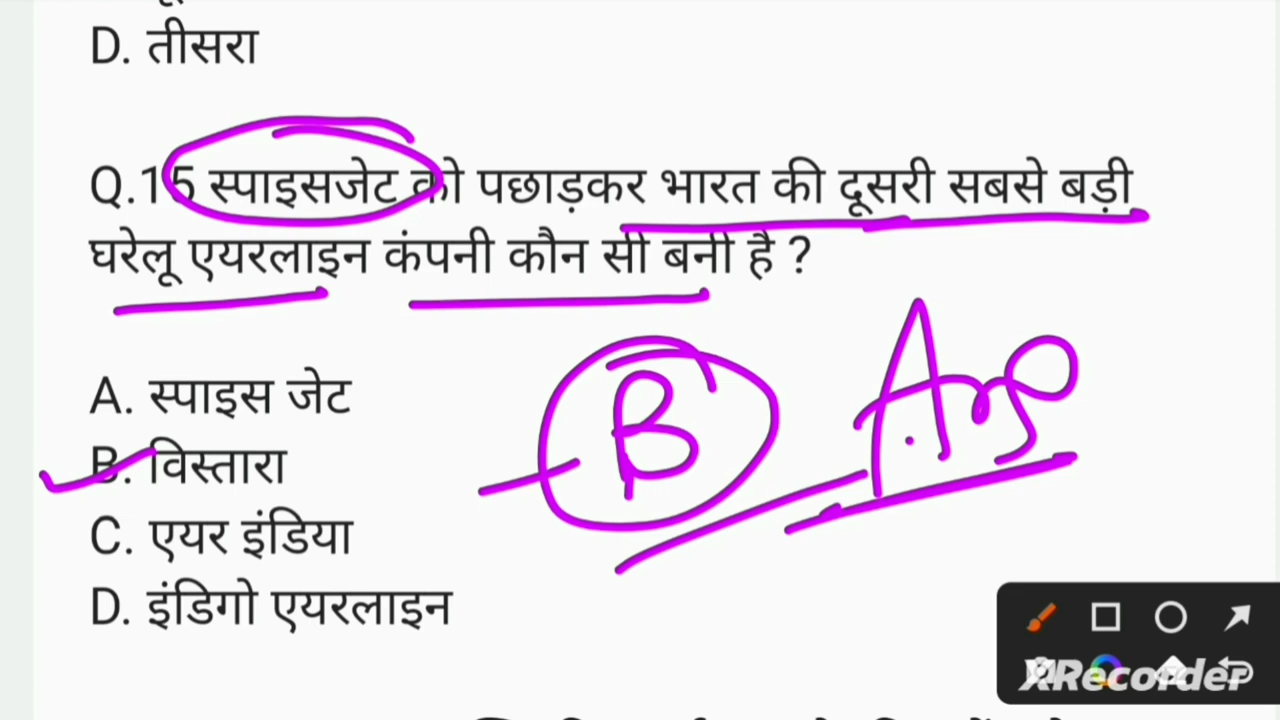 D. तीसरा
Q.15 स्पाइसजेट को पछाड़कर भारत की दूसरी सबसे बड़ी
घरेलू एयरलाइन कंपनी कौन सी बनी है ?
A. स्पाइस जेट
B. विस्तारा
B
C. एयर इंडिया
D. इंडिगो एयरलाइन
XRecorder